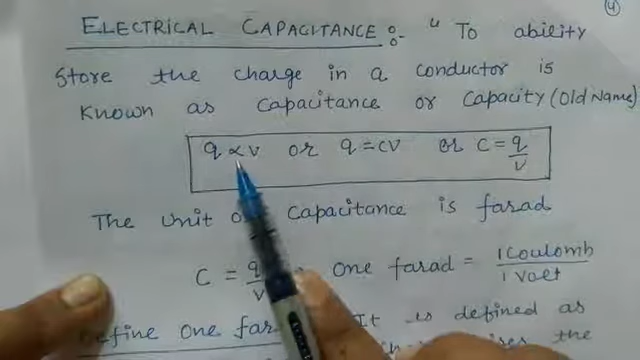 4
ELECTRICAL CAPACITANCE :- " To ability
Store the charge in a conductor is
Known as Capacitance or Capacity (Old Name)
q ∝ v or q = cv or C = q/v
The Unit of Capacitance is farad
C = q/v One farad = 1 Coulomb / 1 Volt
Define One far It is defined as
the